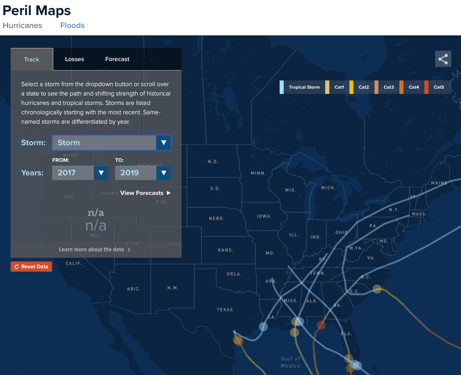 Peril Maps
Hurricanes Floods
Track Losses Forecast
Select a storm from the dropdown button or scroll over
a state to see the path and shifting strength of historical
hurricanes and tropical storms. Storms are listed
chronologically starting with the most recent. Same-
named storms are differentiated by year.
Storm: Storm
FROM: TO:
Years: 2017 2019
View Forecasts
n/a
n/a
Learn more about the data
Reset Data
Tropical Storm Cat1 Cat2 Cat3 Cat4 Cat5
N.D.
MINN.
S.D.
WIS.
MICH.
MAINE
N.Y.
MASS.
NEBR.
IOWA
PA.
ILL.
IND.
OHIO
MD.
KANS.
MO.
W.VA.
VA.
CALIF.
ARIZ.
N.M.
OKLA.
ARK.
TENN.
N.C.
S.C.
TEXAS
MISS.
ALA.
LA.
FLA.
Gulf of
Mexico